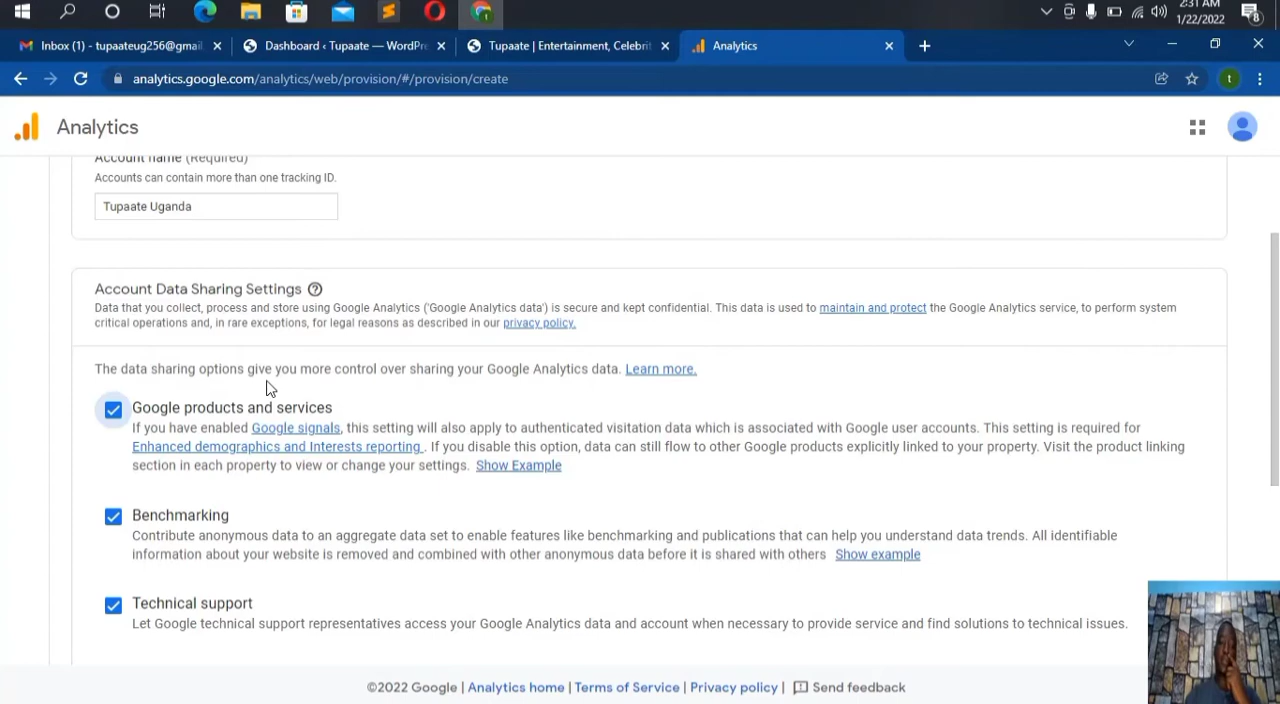 2:31 AM
1/22/2022
8
Inbox (1) - tupaateug256@gmail
Dashboard ‹ Tupaate — WordPr
Tupaate | Entertainment, Celebrit
Analytics
analytics.google.com/analytics/web/provision/#/provision/create
t
Analytics
Account name (Required)
Accounts can contain more than one tracking ID.
Tupaate Uganda
Account Data Sharing Settings
Data that you collect, process and store using Google Analytics ('Google Analytics data') is secure and kept confidential. This data is used to maintain and protect the Google Analytics service, to perform system
critical operations and, in rare exceptions, for legal reasons as described in our privacy policy.
The data sharing options give you more control over sharing your Google Analytics data. Learn more.
Google products and services
If you have enabled Google signals, this setting will also apply to authenticated visitation data which is associated with Google user accounts. This setting is required for
Enhanced demographics and Interests reporting . If you disable this option, data can still flow to other Google products explicitly linked to your property. Visit the product linking
section in each property to view or change your settings. Show Example
Benchmarking
Contribute anonymous data to an aggregate data set to enable features like benchmarking and publications that can help you understand data trends. All identifiable
information about your website is removed and combined with other anonymous data before it is shared with others Show example
Technical support
Let Google technical support representatives access your Google Analytics data and account when necessary to provide service and find solutions to technical issues.
©2022 Google | Analytics home | Terms of Service | Privacy policy | Send feedback